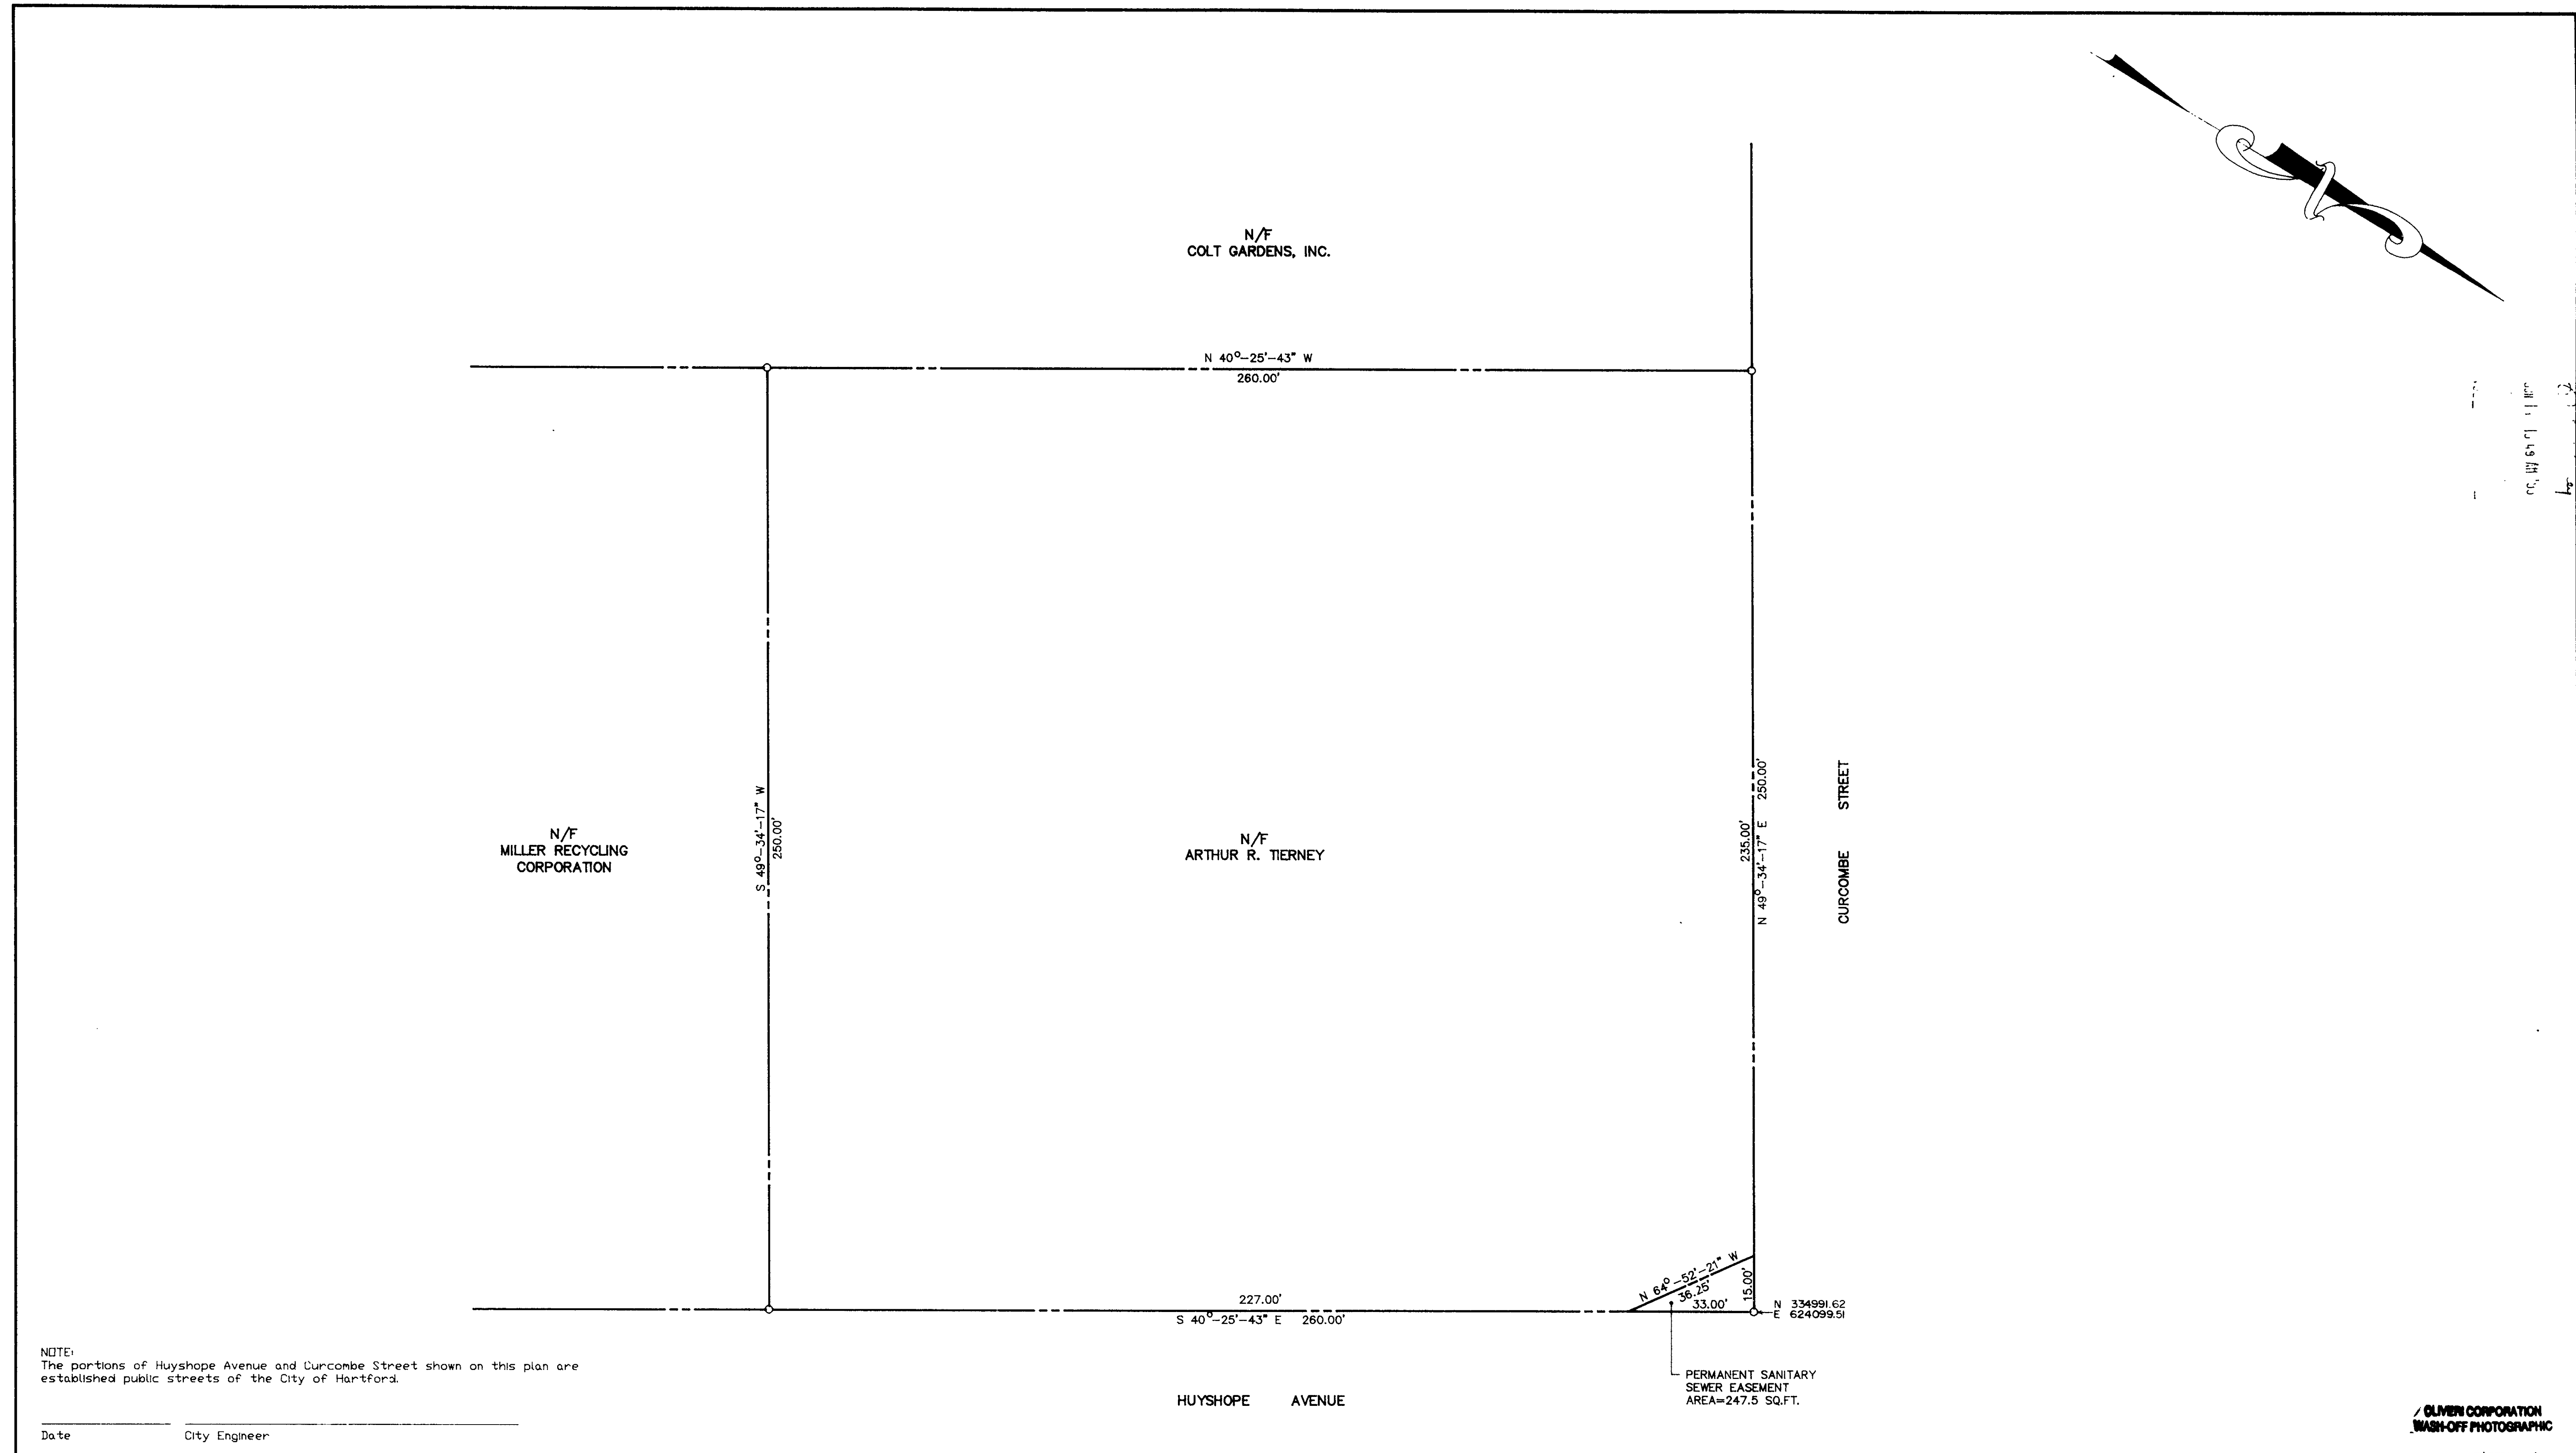 N/F
COLT GARDENS, INC.
N 40°-25'-43" W
260.00'
S 49°-34'-17" W
250.00'
N/F
MILLER RECYCLING
CORPORATION
N/F
ARTHUR R. TIERNEY
235.00'
N 49°-34'-17" E 250.00'
CURCOMBE STREET
N 64°-52'-21" W
36.25'
33.00'
15.00'
N 334991.62
E 624099.51
227.00'
S 40°-25'-43" E 260.00'
PERMANENT SANITARY
SEWER EASEMENT
AREA=247.5 SQ.FT.
HUYSHOPE AVENUE
NOTE:
The portions of Huyshope Avenue and Curcombe Street shown on this plan are
established public streets of the City of Hartford.
Date City Engineer
OLIVERI CORPORATION
WASH-OFF PHOTOGRAPHIC